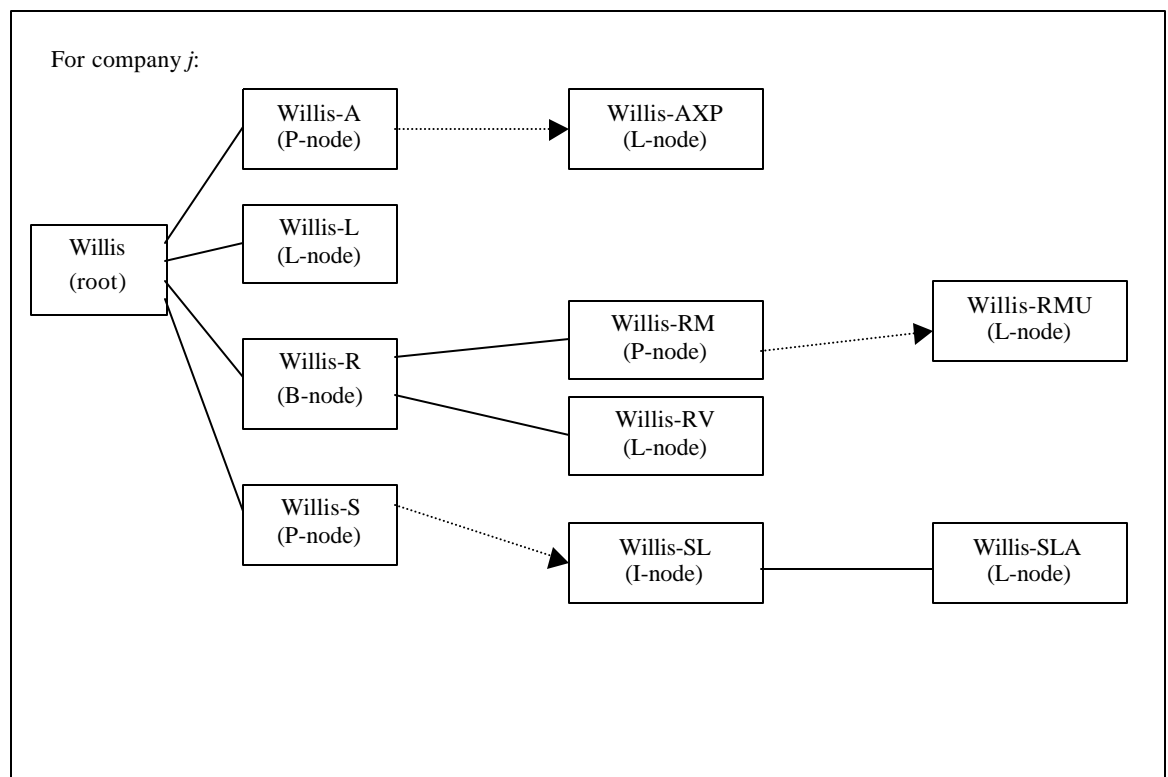 For company j:
Willis-A
(P-node)
Willis-AXP
(L-node)
Willis-L
(L-node)
Willis
(root)
Willis-RM
(P-node)
Willis-RMU
(L-node)
Willis-R
(B-node)
Willis-RV
(L-node)
Willis-S
(P-node)
Willis-SL
(I-node)
Willis-SLA
(L-node)